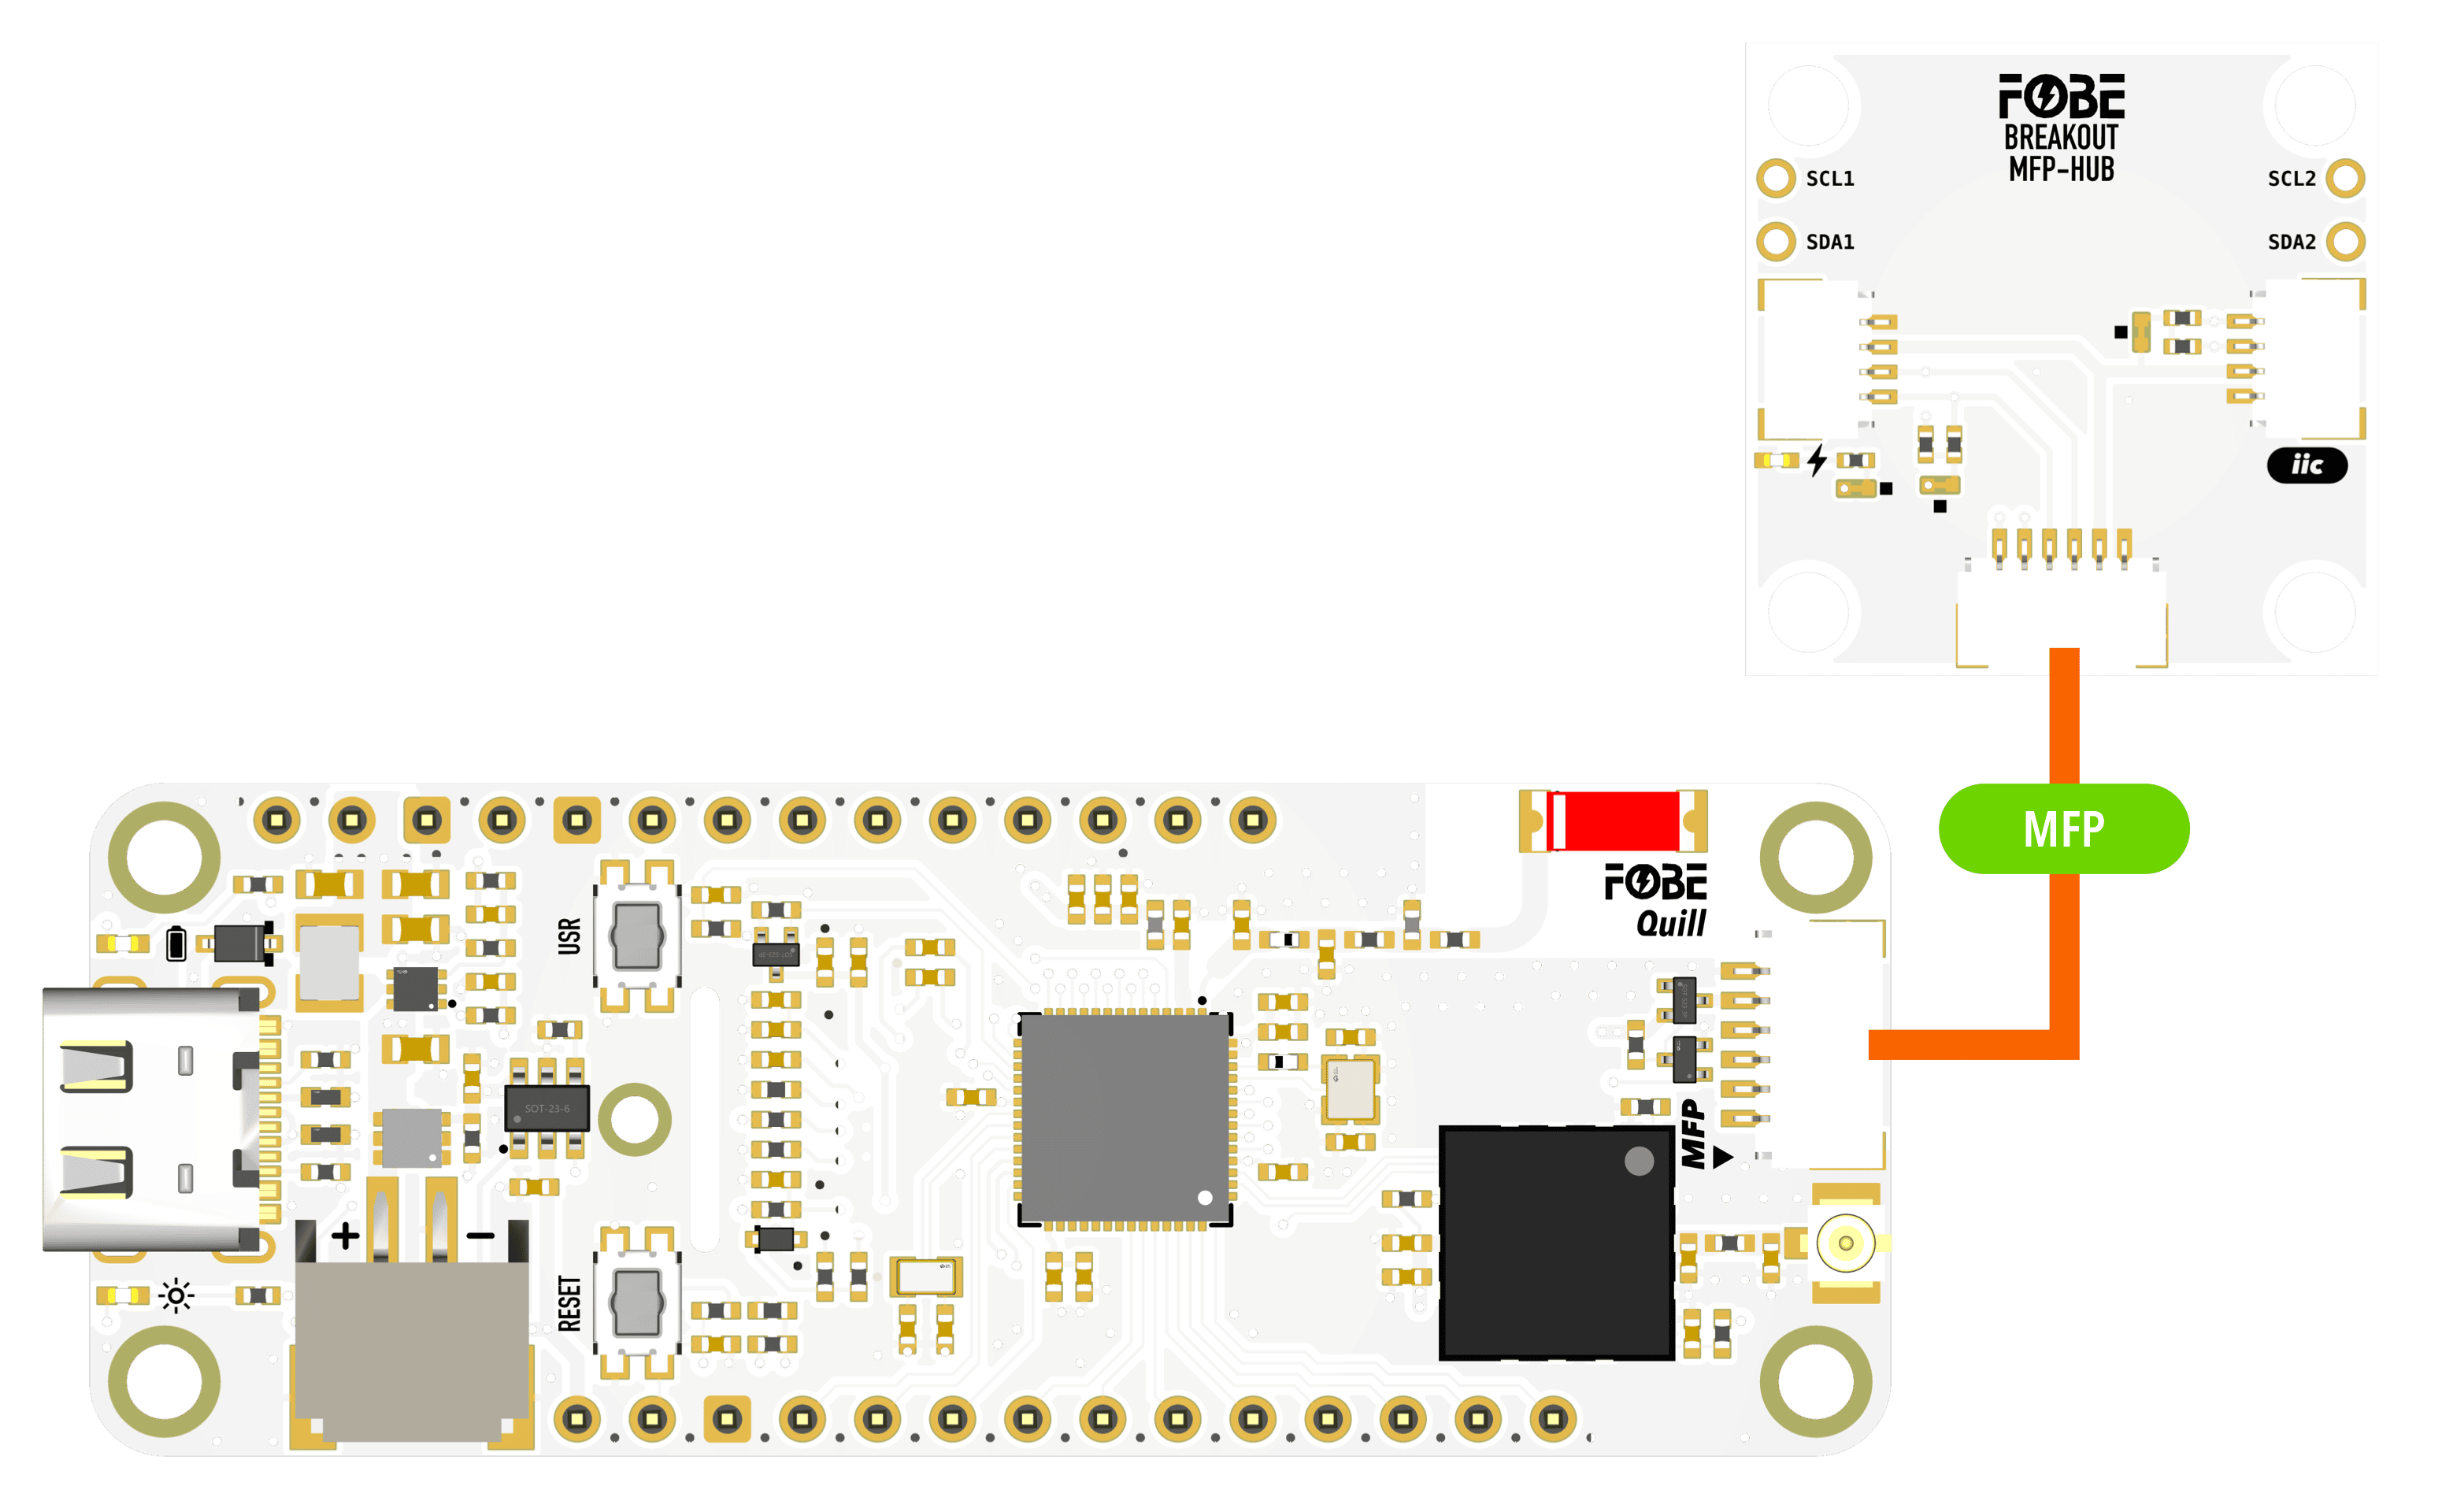 FOBE
BREAKOUT
MFP-HUB
SCL1
SCL2
SDA1
SDA2
iic
MFP
FOBE
Quill
USR
MFP
SOT-23-6
+
−
RESET